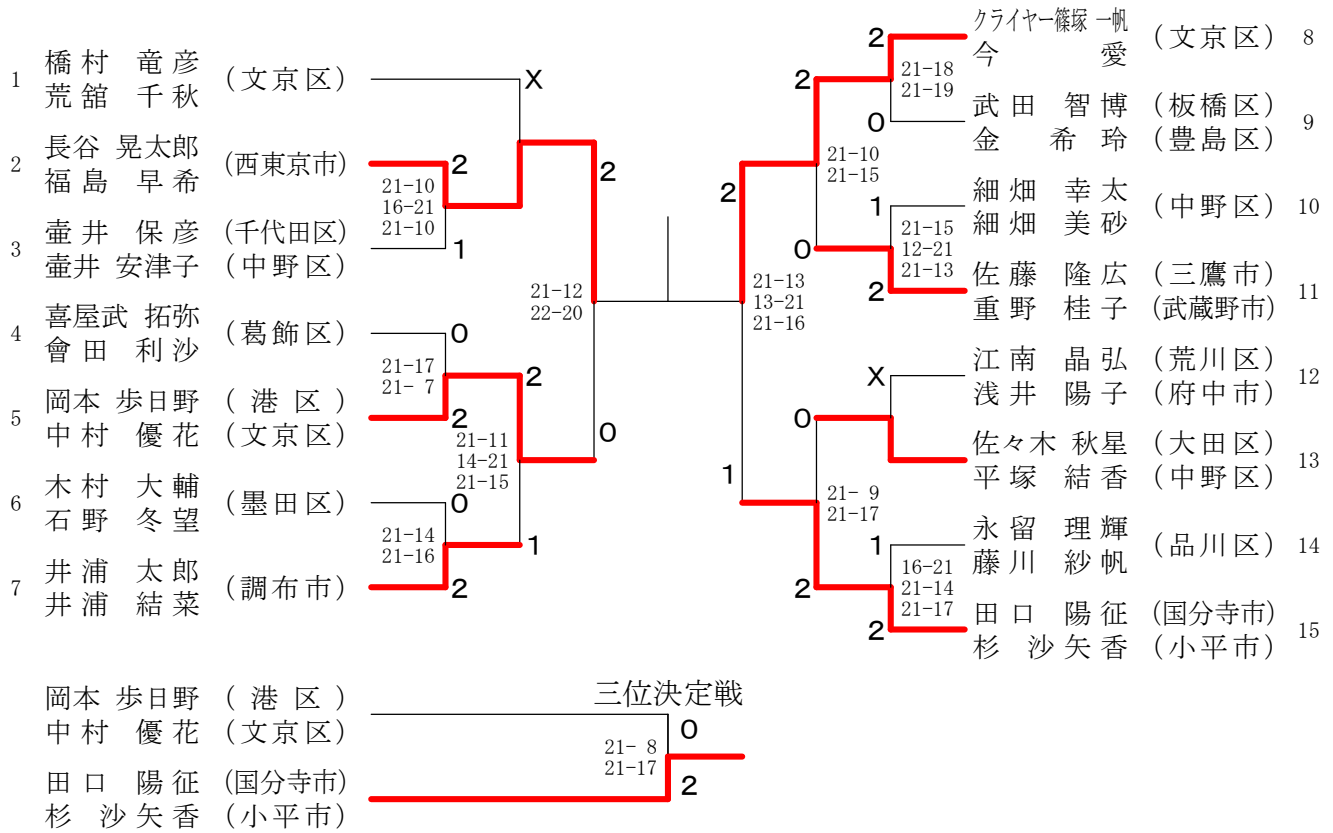 1 橋村 竜彦 (文京区) X
荒舘 千秋
2 長谷 晃太郎 (西東京市) 2
福島 早希
21-10
16-21
21-10
3 壷井 保彦 (千代田区) 1
壷井 安津子 (中野区)
2
4 喜屋武 拓弥 (葛飾区) 0
會田 利沙
21-17
21- 7
5 岡本 歩日野 (港区) 2
中村 優花 (文京区)
2
21-11
14-21
21-15
6 木村 大輔 (墨田区) 0
石野 冬望
21-14
21-16
7 井浦 太郎 (調布市) 2
井浦 結菜
1
0
21-12
22-20
クライヤー篠塚 一帆 (文京区) 8
今 愛
2
21-18
21-19
武田 智博 (板橋区) 9
金 希玲 (豊島区)
0
2
21-10
21-15
細畑 幸太 (中野区) 10
細畑 美砂
1
21-15
12-21
21-13
佐藤 隆広 (三鷹市) 11
重野 桂子 (武蔵野市)
2
0
2
21-13
13-21
21-16
江南 晶弘 (荒川区) 12
浅井 陽子 (府中市)
X
佐々木 秋星 (大田区) 13
平塚 結香 (中野区)
0
21- 9
21-17
永留 理輝 (品川区) 14
藤川 紗帆
1
16-21
21-14
21-17
田口 陽征 (国分寺市) 15
杉 沙矢香 (小平市)
2
2
1
三位決定戦
岡本 歩日野 (港区) 0
中村 優花 (文京区)
21- 8
21-17
田口 陽征 (国分寺市) 2
杉 沙矢香 (小平市)